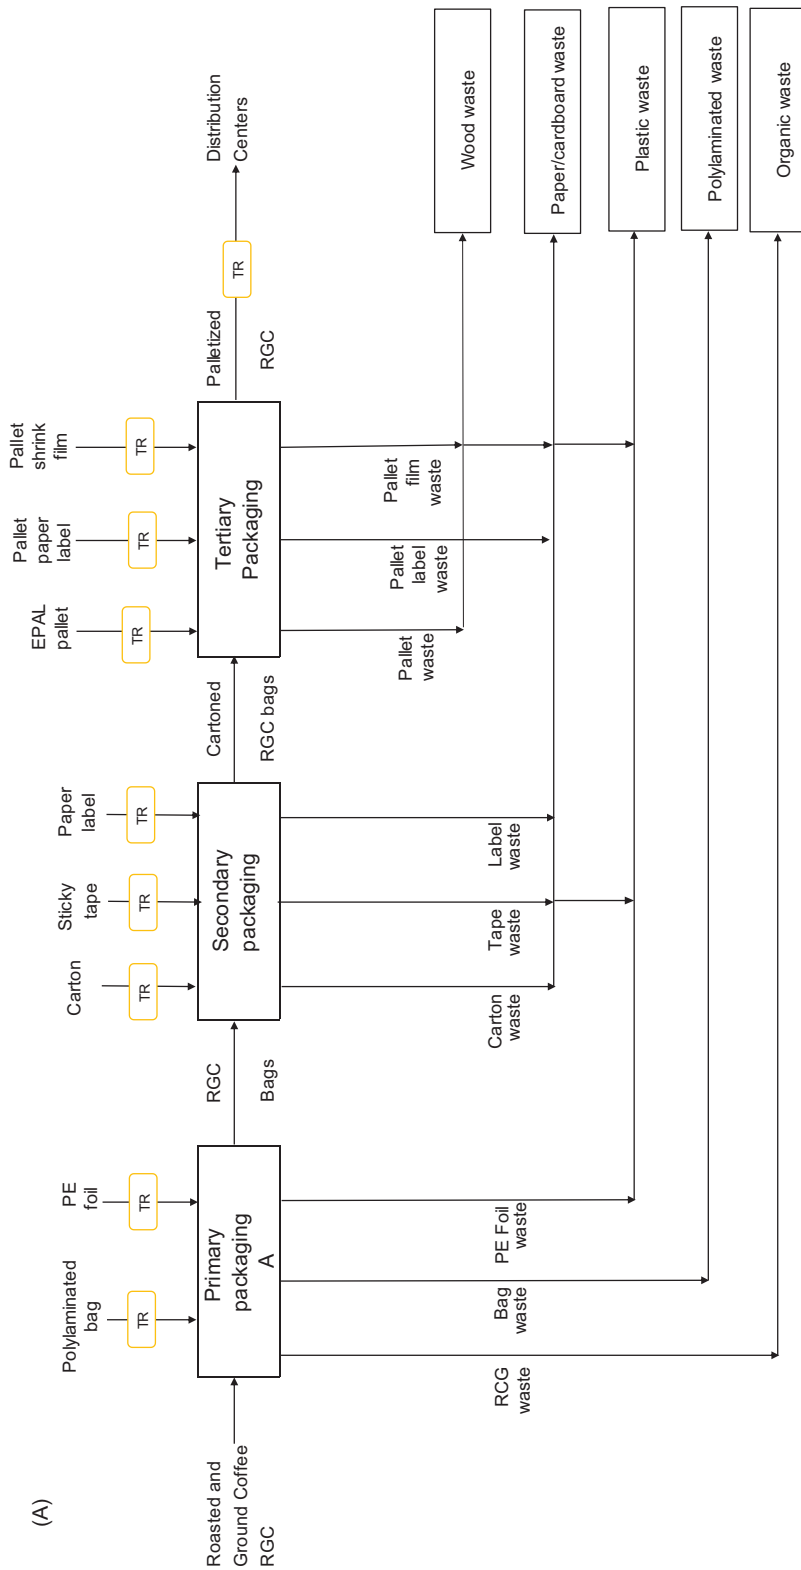 (A)
Roasted and
Ground Coffee
RGC
Polylaminated
bag
TR
PE
foil
TR
Primary
packaging
A
RCG
waste
Bag
waste
PE Foil
waste
RGC
Bags
Carton
TR
Sticky
tape
TR
Paper
label
TR
Secondary
packaging
Carton
waste
Tape
waste
Label
waste
Cartoned
RGC bags
EPAL
pallet
TR
Pallet
paper
label
TR
Pallet
shrink
film
TR
Tertiary
Packaging
Pallet
waste
Pallet
label
waste
Pallet
film
waste
Palletized
RGC
TR
Distribution
Centers
Wood waste
Paper/cardboard waste
Plastic waste
Polylaminated waste
Organic waste